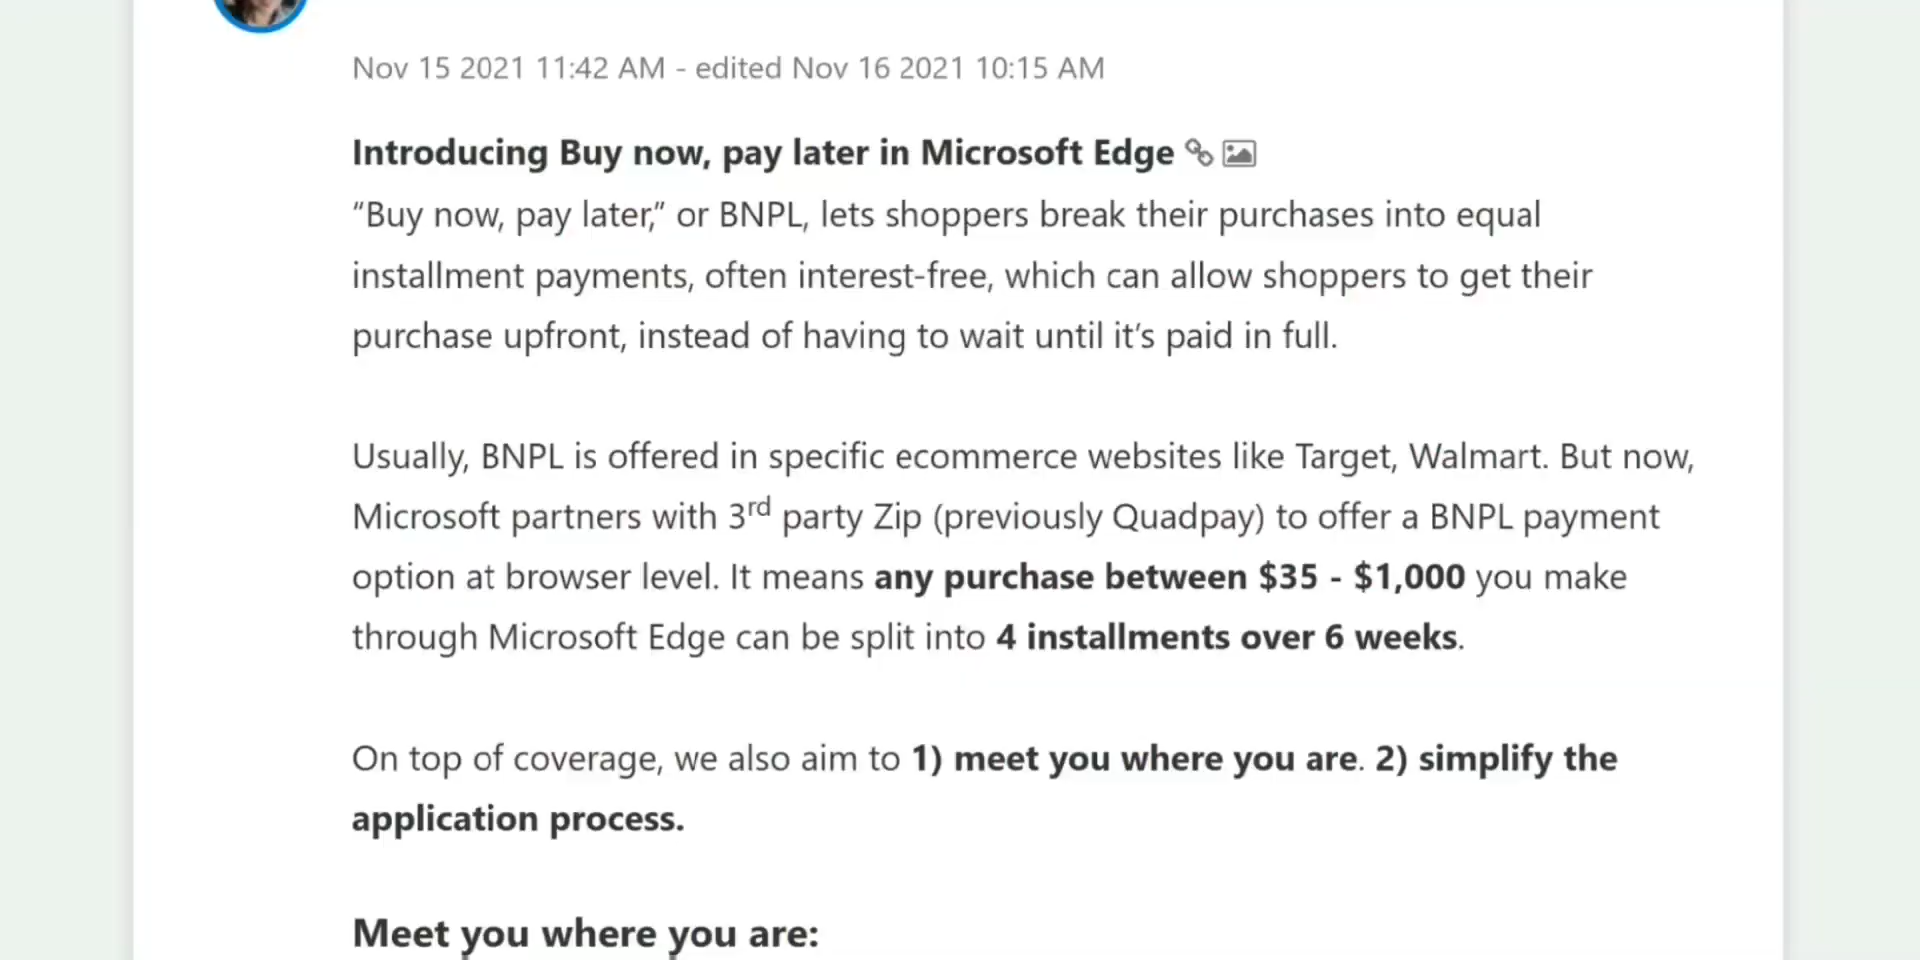 Nov 15 2021 11:42 AM - edited Nov 16 2021 10:15 AM
Introducing Buy now, pay later in Microsoft Edge
“Buy now, pay later,” or BNPL, lets shoppers break their purchases into equal
installment payments, often interest-free, which can allow shoppers to get their
purchase upfront, instead of having to wait until it’s paid in full.
Usually, BNPL is offered in specific ecommerce websites like Target, Walmart. But now,
Microsoft partners with 3rd party Zip (previously Quadpay) to offer a BNPL payment
option at browser level. It means any purchase between $35 - $1,000 you make
through Microsoft Edge can be split into 4 installments over 6 weeks.
On top of coverage, we also aim to 1) meet you where you are. 2) simplify the
application process.
Meet you where you are: